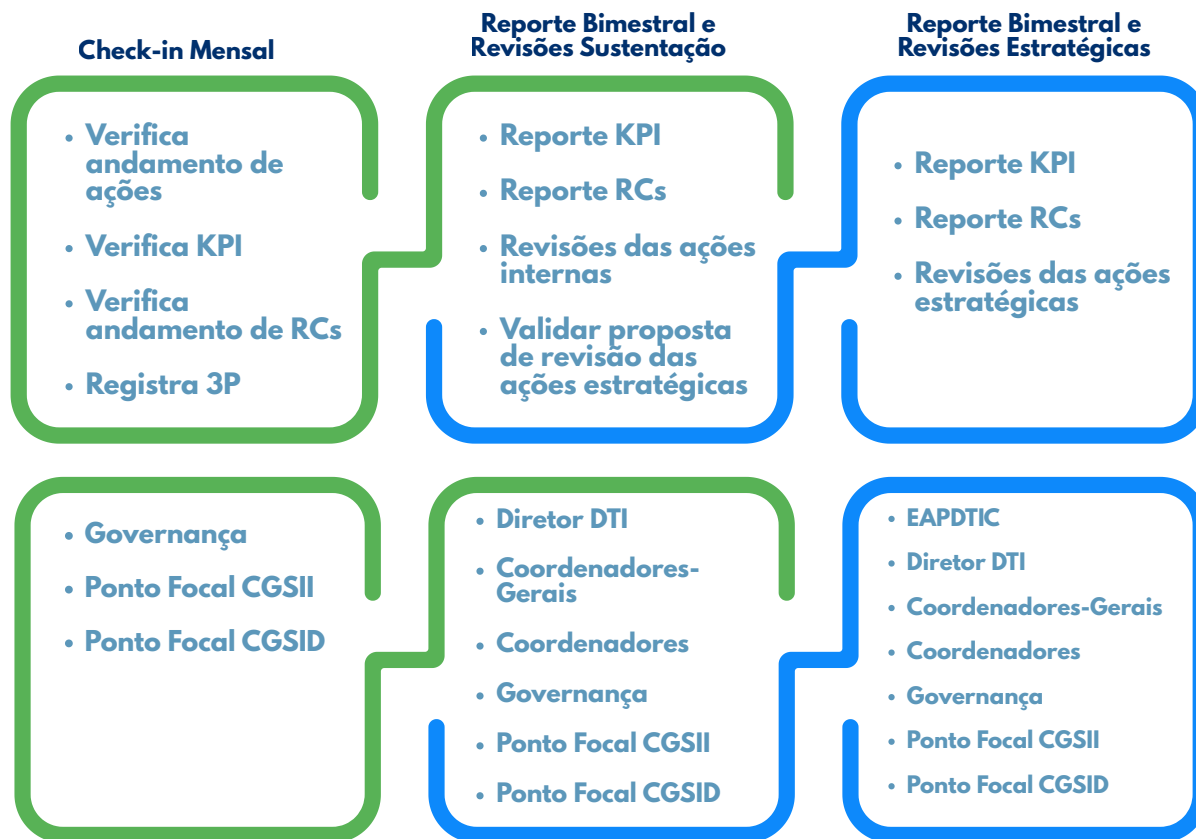 Check-in Mensal
Reporte Bimestral e
Revisões Sustentação
Reporte Bimestral e
Revisões Estratégicas
• Verifica
andamento de
ações
• Verifica KPI
• Verifica
andamento de RCs
• Registra 3P
• Reporte KPI
• Reporte RCs
• Revisões das ações
internas
• Validar proposta
de revisão das
ações estratégicas
• Reporte KPI
• Reporte RCs
• Revisões das ações
estratégicas
• Governança
• Ponto Focal CGSII
• Ponto Focal CGSID
• Diretor DTI
• Coordenadores-
Gerais
• Coordenadores
• Governança
• Ponto Focal CGSII
• Ponto Focal CGSID
• EAPDTIC
• Diretor DTI
• Coordenadores-Gerais
• Coordenadores
• Governança
• Ponto Focal CGSII
• Ponto Focal CGSID